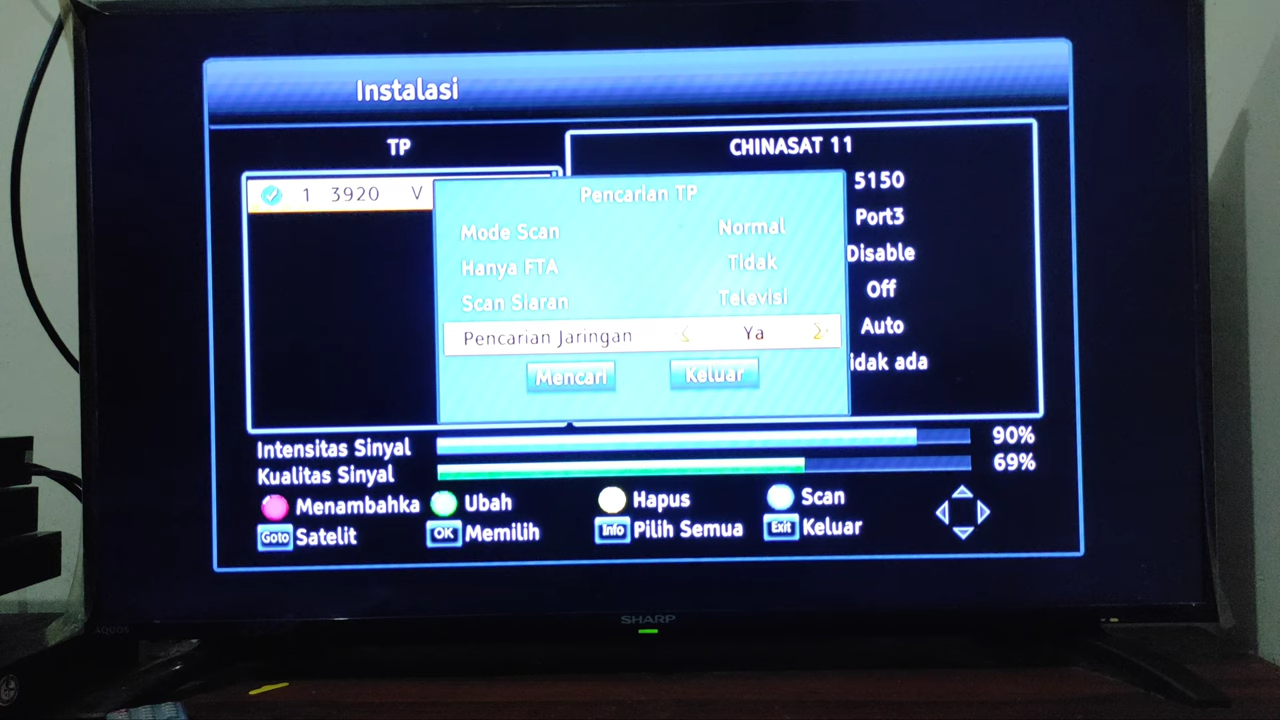 Instalasi
TP
CHINASAT 11
1 3920 V
5150
Port3
Disable
Off
Auto
idak ada
Pencarian TP
Mode Scan Normal
Hanya FTA Tidak
Scan Siaran Televisi
Pencarian Jaringan Ya
Mencari Keluar
Intensitas Sinyal 90%
Kualitas Sinyal 69%
Menambahka Ubah Hapus Scan
Goto Satelit OK Memilih Info Pilih Semua Exit Keluar
SHARP
AQUOS